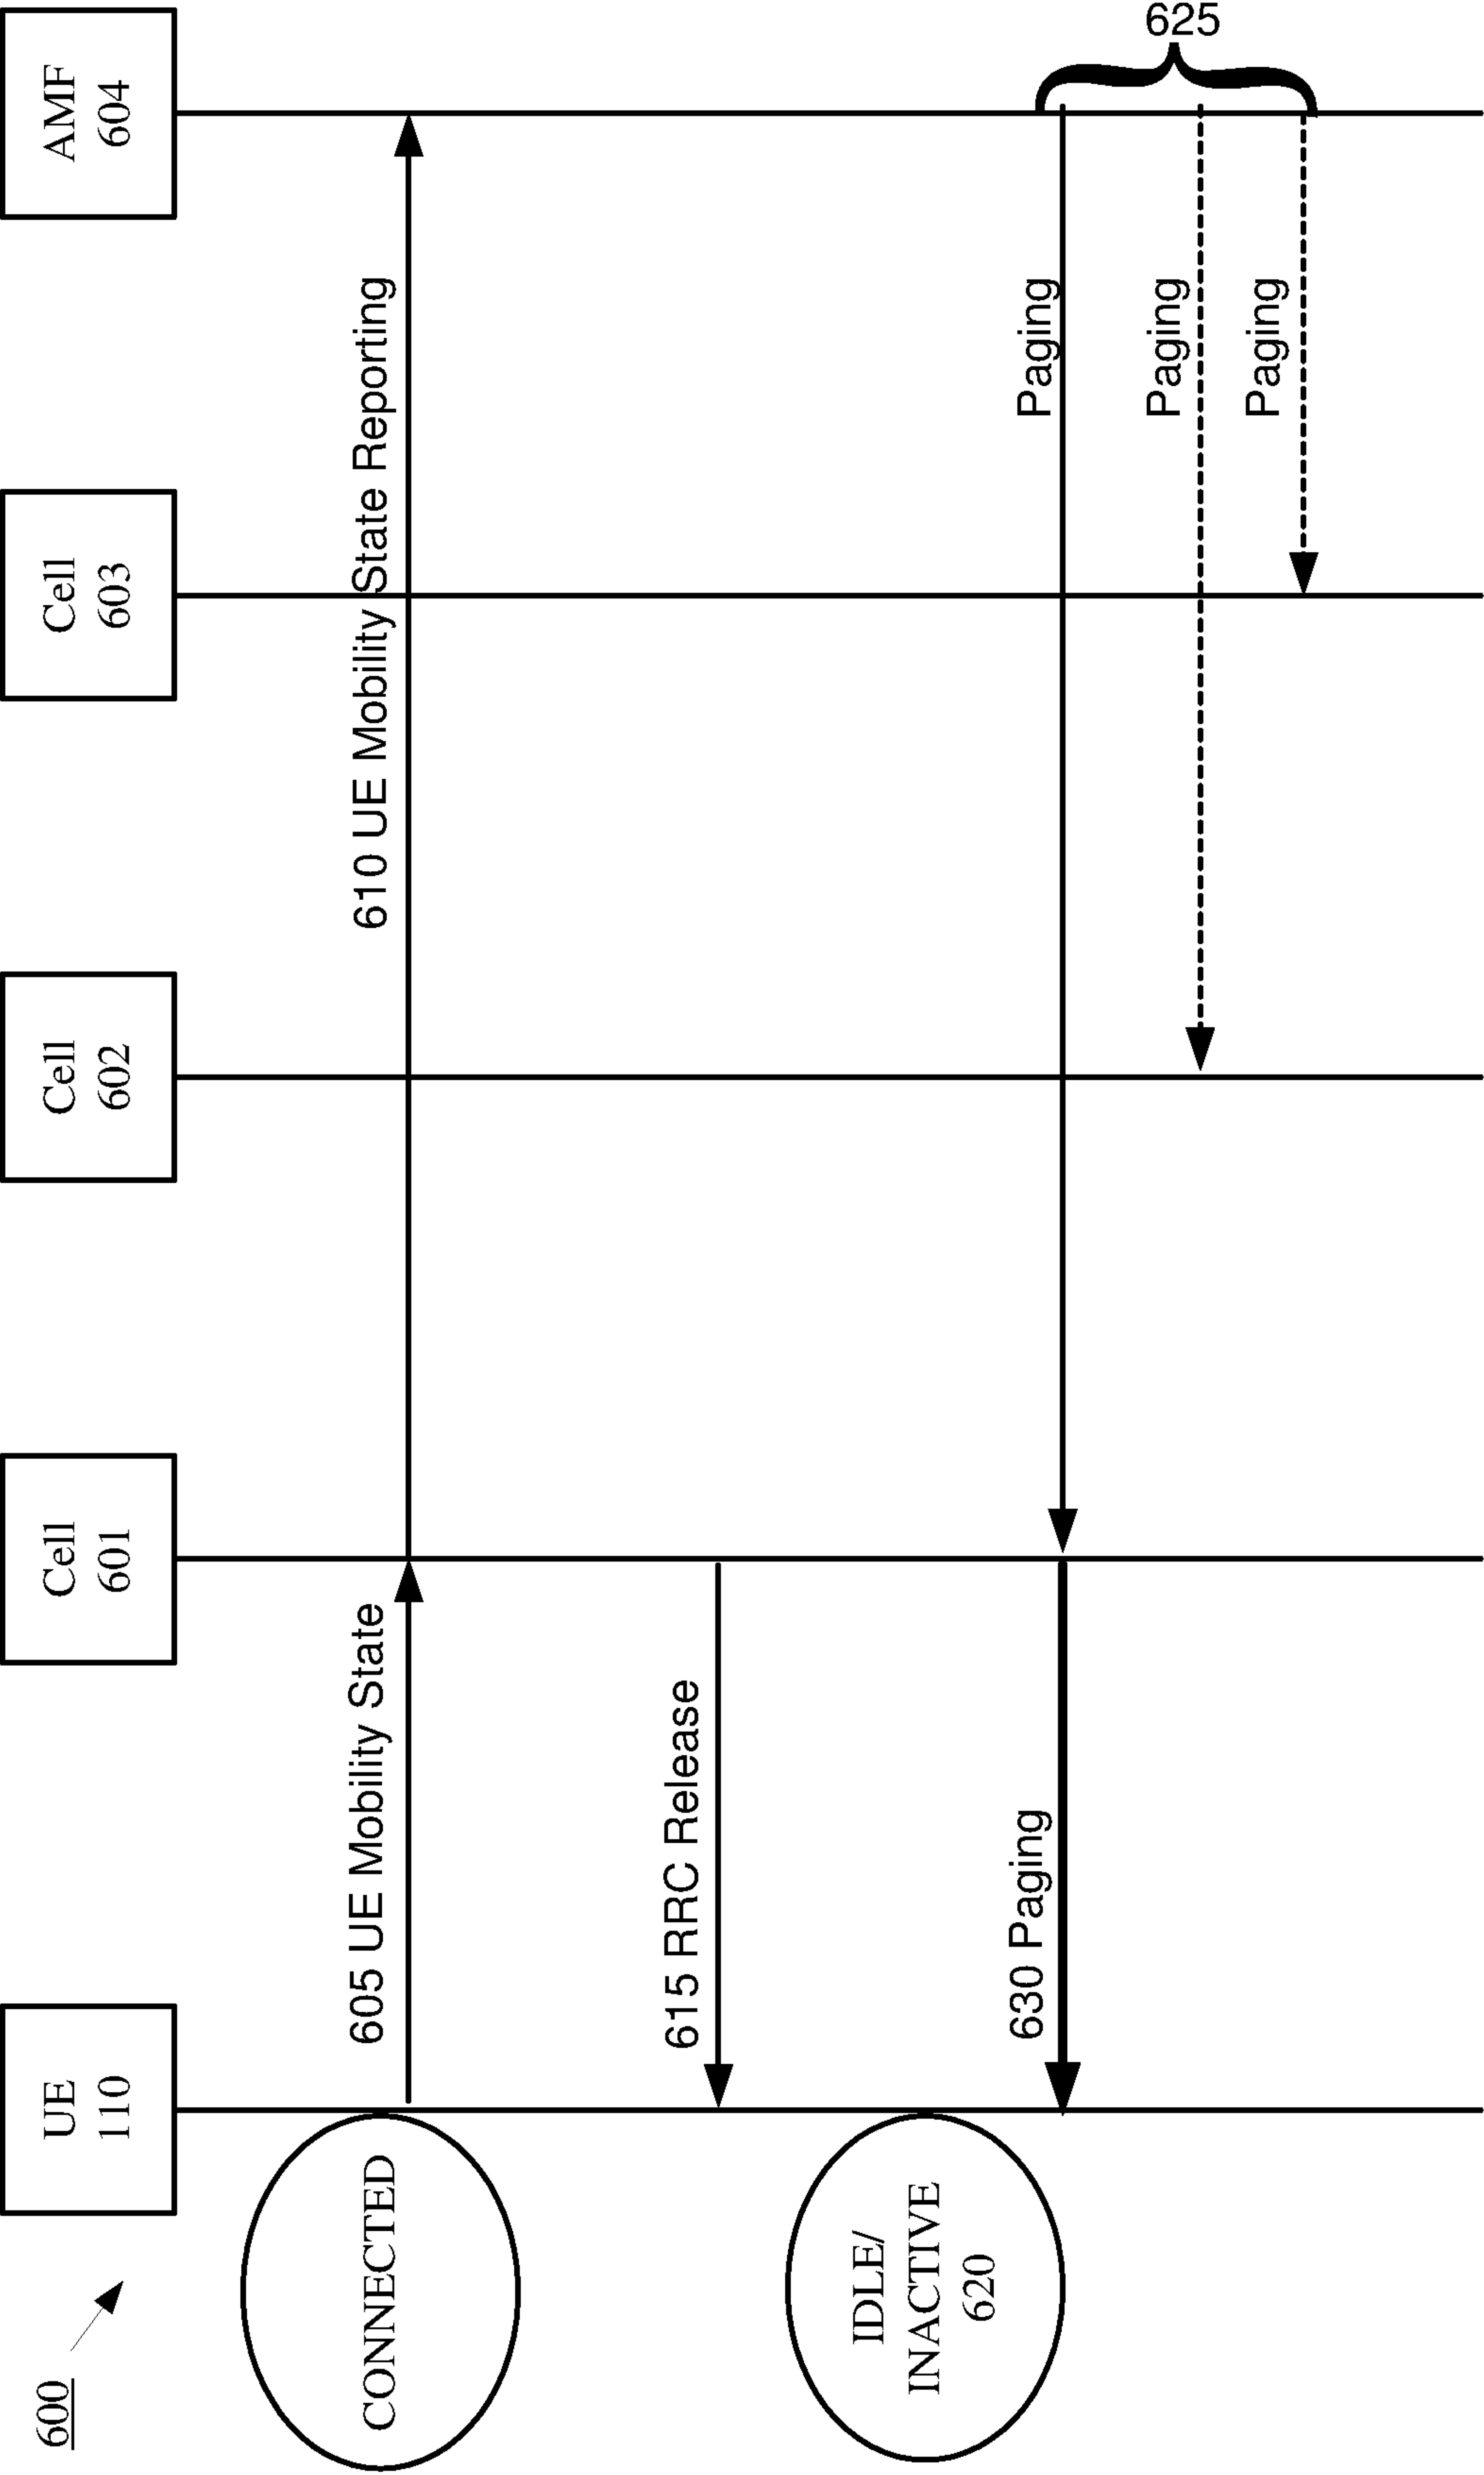 600
UE
110
Cell
601
Cell
602
Cell
603
AMF
604
CONNECTED
605 UE Mobility State
610 UE Mobility State Reporting
615 RRC Release
IDLE/
INACTIVE
620
630 Paging
Paging
Paging
Paging
625